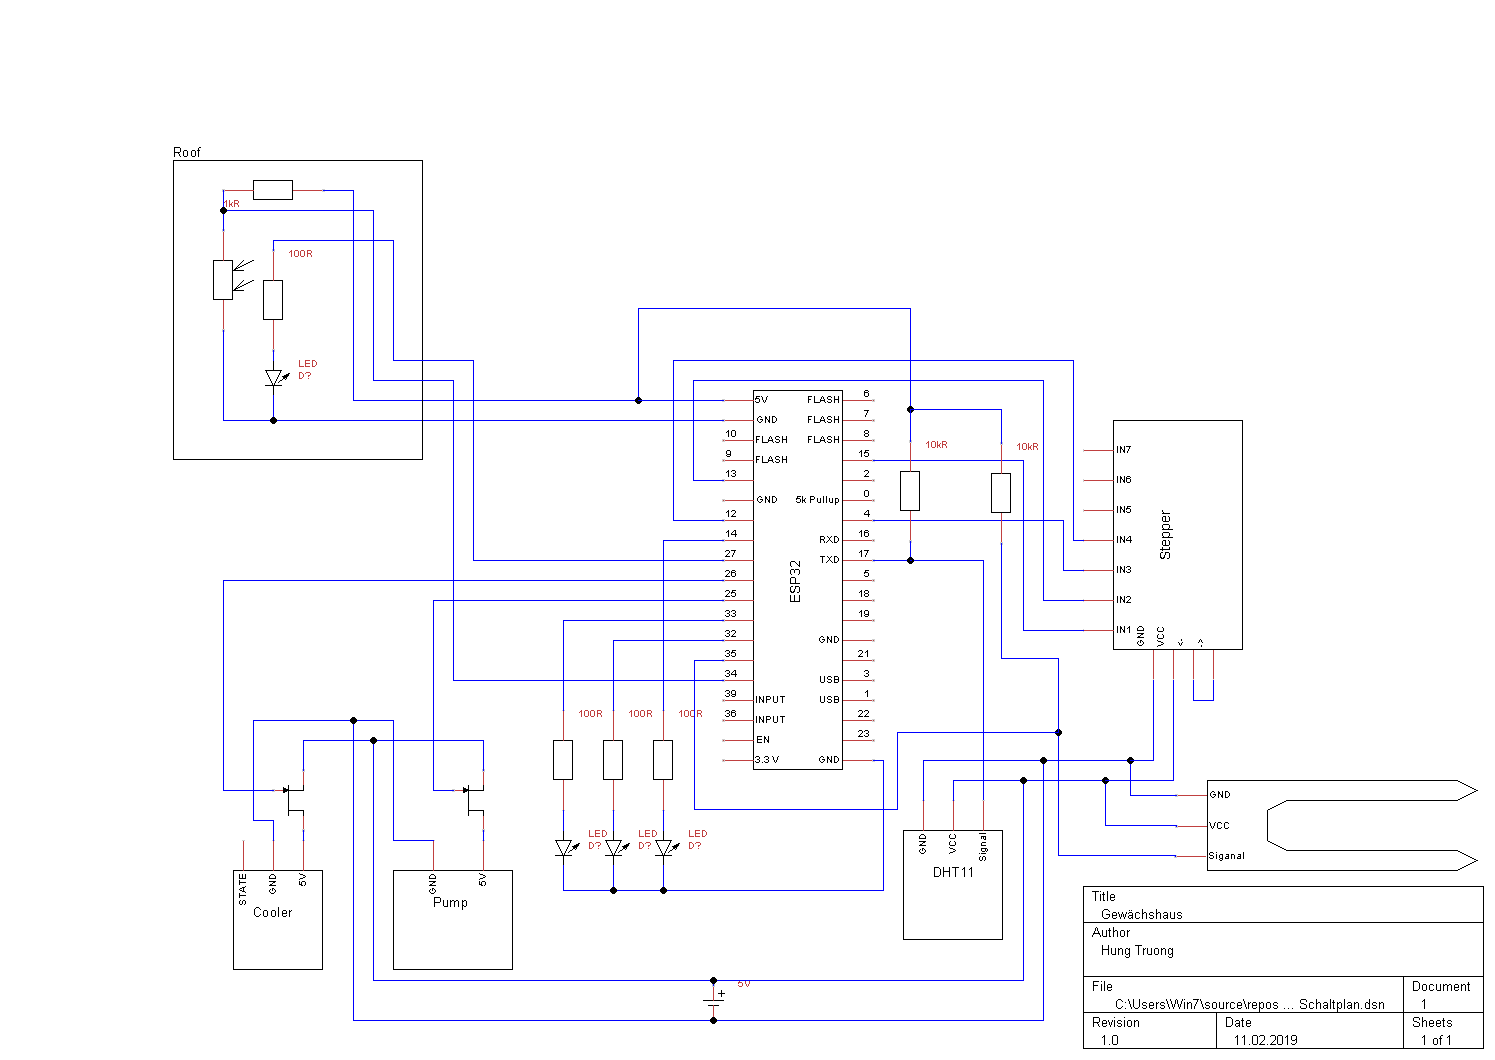 Roof
1kR
100R
LED
D?
5V
GND
10
FLASH
9
FLASH
13
GND
12
14
27
26
25
33
32
35
34
39
INPUT
36
INPUT
EN
3.3 V
ESP32
FLASH
6
FLASH
7
FLASH
8
15
2
5k Pullup
0
4
RXD
16
TXD
17
5
18
19
GND
21
USB
3
USB
1
22
23
GND
10kR
10kR
IN7
IN6
IN5
IN4
IN3
IN2
IN1
Stepper
GND
VCC
<-
->
100R
100R
100R
LED
D?
LED
D?
LED
D?
STATE
GND
5V
Cooler
GND
5V
Pump
GND
VCC
Signal
DHT11
GND
VCC
Siganal
+
5V
Title
Gewächshaus
Author
Hung Truong
File
C:\Users\Win7\source\repos ... Schaltplan.dsn
Document
1
Revision
1.0
Date
11.02.2019
Sheets
1 of 1